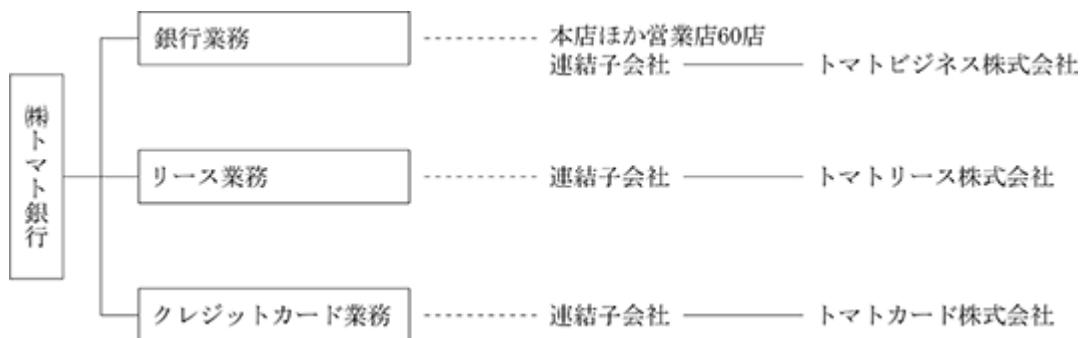 ㈱トマト銀行
銀行業務
本店ほか営業店60店
連結子会社
トマトビジネス株式会社
リース業務
連結子会社
トマトリース株式会社
クレジットカード業務
連結子会社
トマトカード株式会社